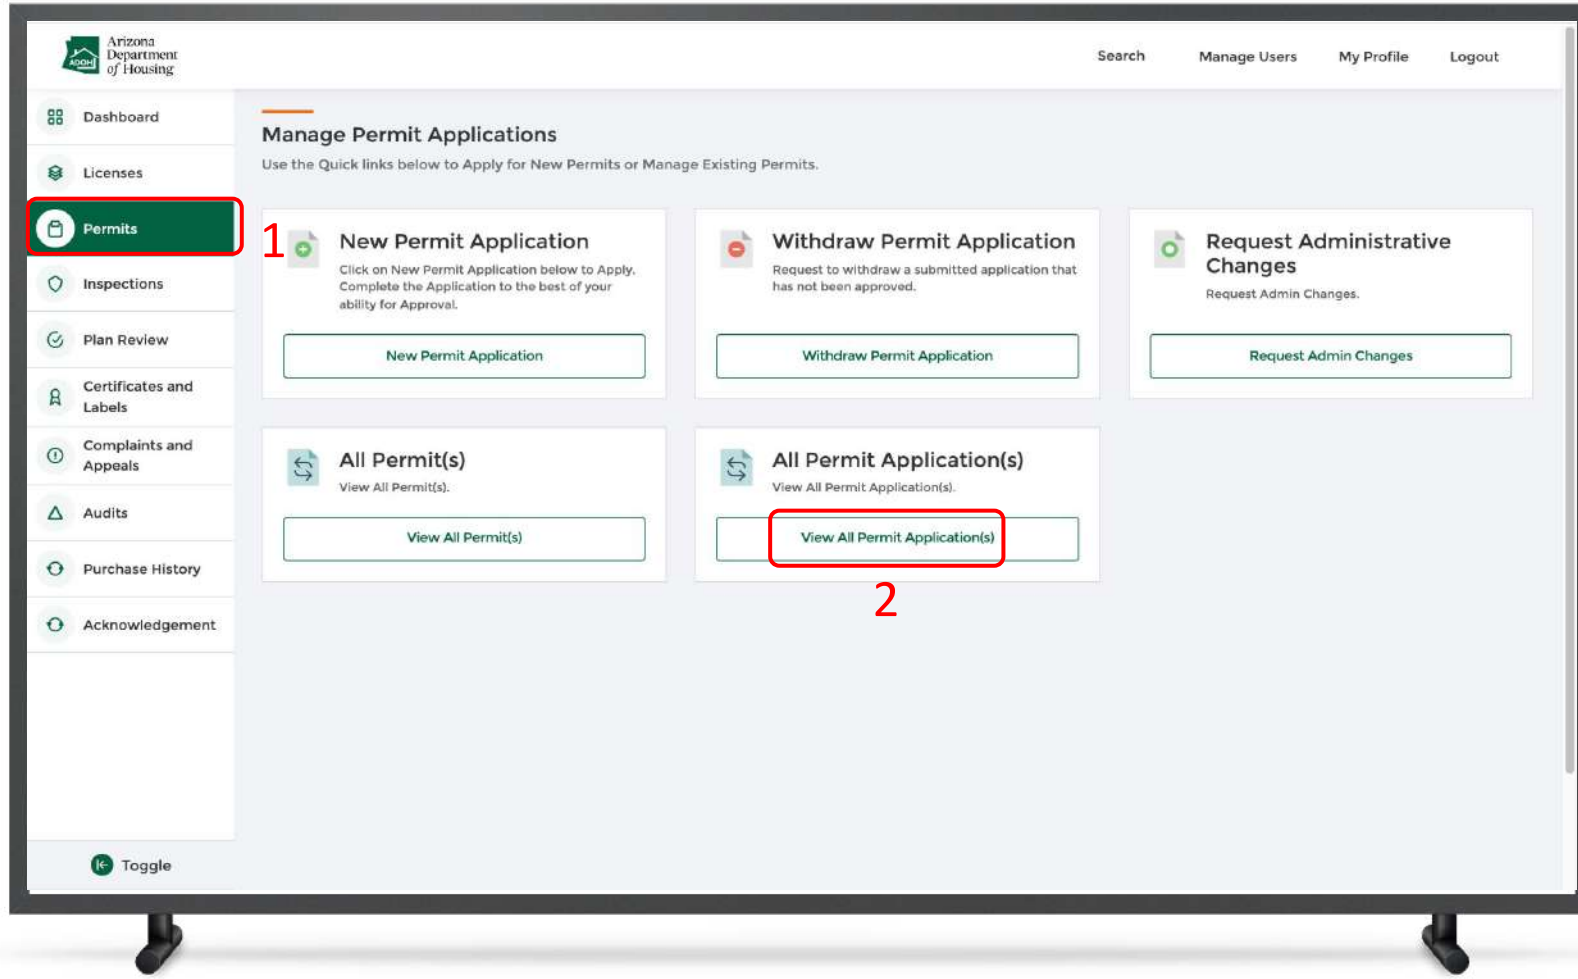 Arizona
Department
of Housing
ADOH
Search
Manage Users
My Profile
Logout
Dashboard
Licenses
Permits
Inspections
Plan Review
Certificates and
Labels
Complaints and
Appeals
Audits
Purchase History
Acknowledgement
Toggle
Manage Permit Applications
Use the Quick links below to Apply for New Permits or Manage Existing Permits.
1
New Permit Application
Click on New Permit Application below to Apply.
Complete the Application to the best of your
ability for Approval.
New Permit Application
Withdraw Permit Application
Request to withdraw a submitted application that
has not been approved.
Withdraw Permit Application
Request Administrative
Changes
Request Admin Changes.
Request Admin Changes
All Permit(s)
View All Permit(s).
View All Permit(s)
All Permit Application(s)
View All Permit Application(s).
View All Permit Application(s)
2